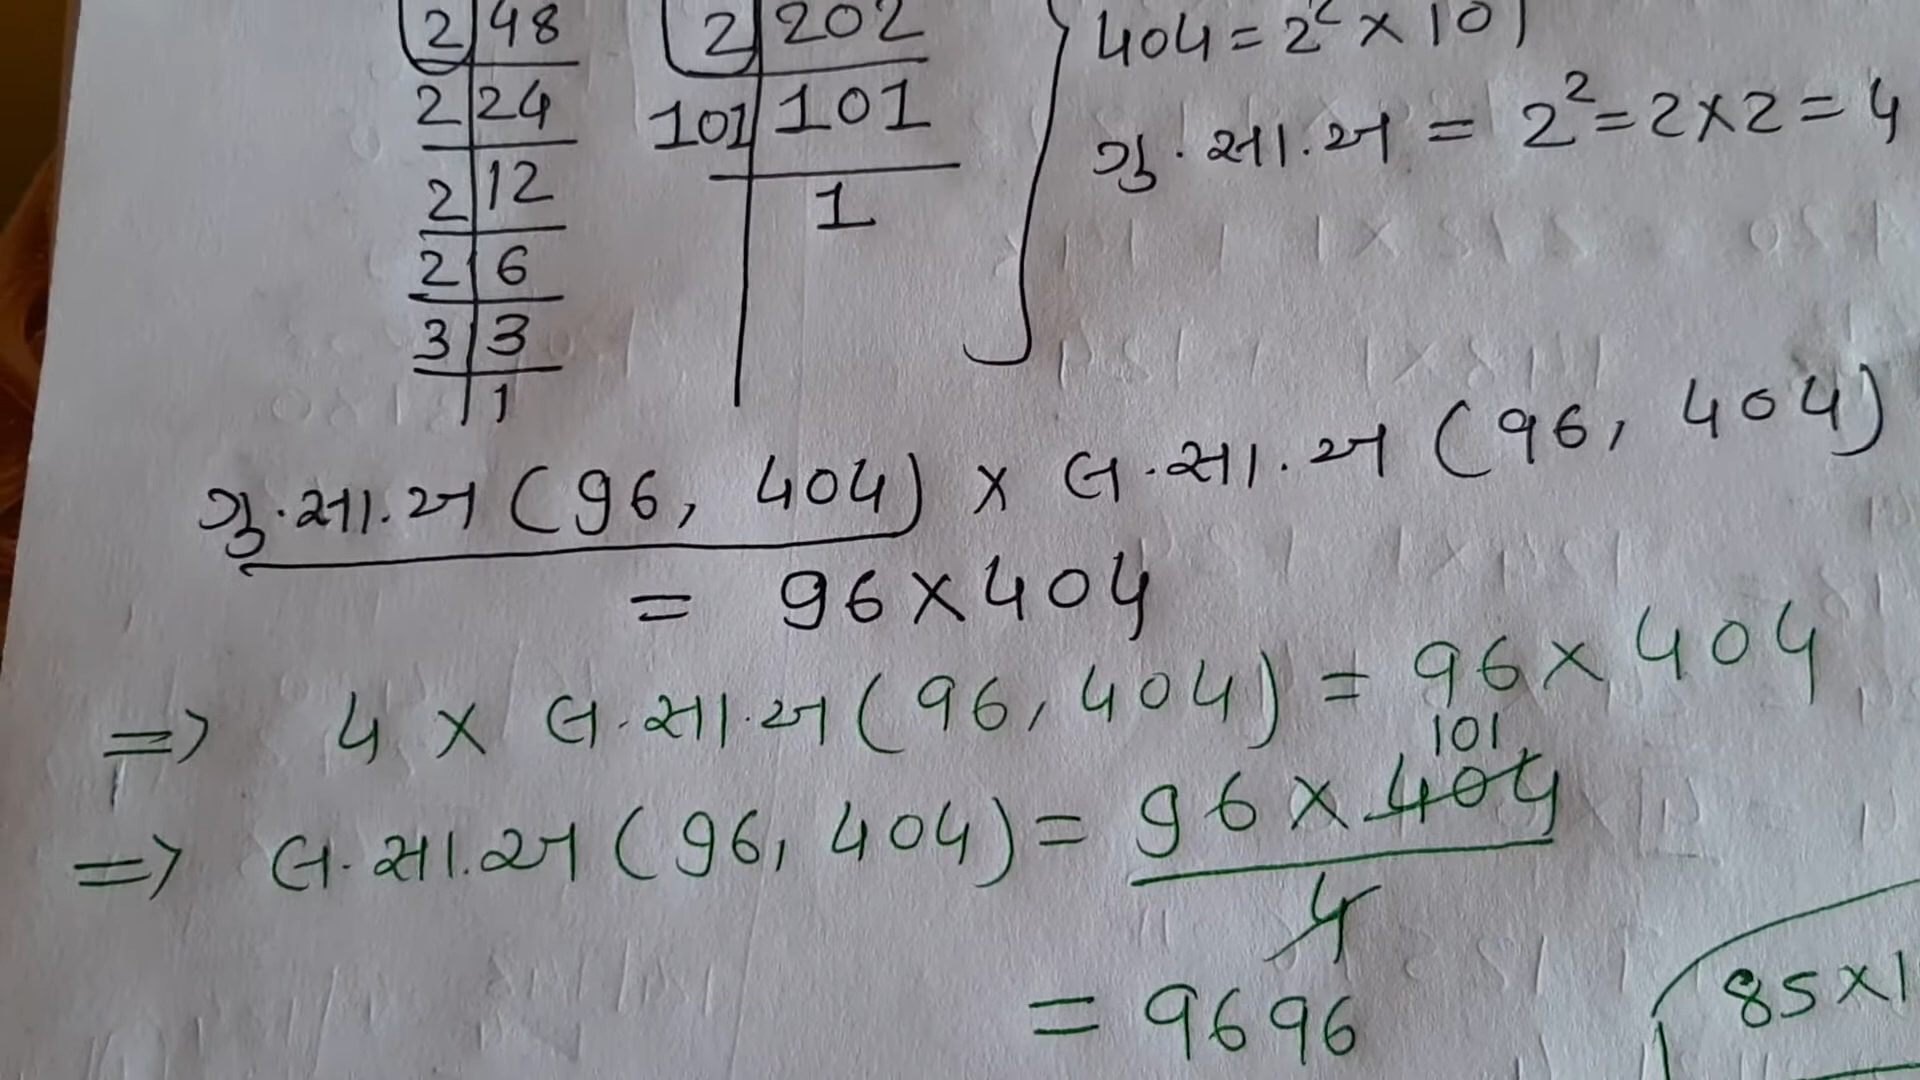 2 | 48
2 | 24
2 | 12
2 | 6
3 | 3
1
2 | 202
101 | 101
1
404 = 2² × 101
ગુ.સા.અ = 2² = 2×2 = 4
ગુ.સા.અ (96, 404) × લ.સા.અ (96, 404)
= 96×404
=> 4 × લ.સા.અ (96, 404) = 96×404
101
=> લ.સા.અ (96, 404) = 96 × 404
4
= 9696
85×1